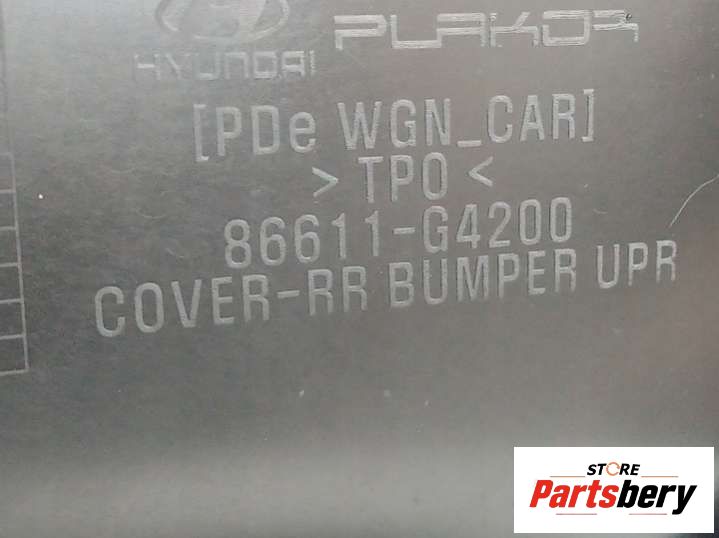 HYUNDAI PLAKOR
[PDe WGN_CAR]
> TPO <
86611-G4200
COVER-RR BUMPER UPR
STORE
Partsbery